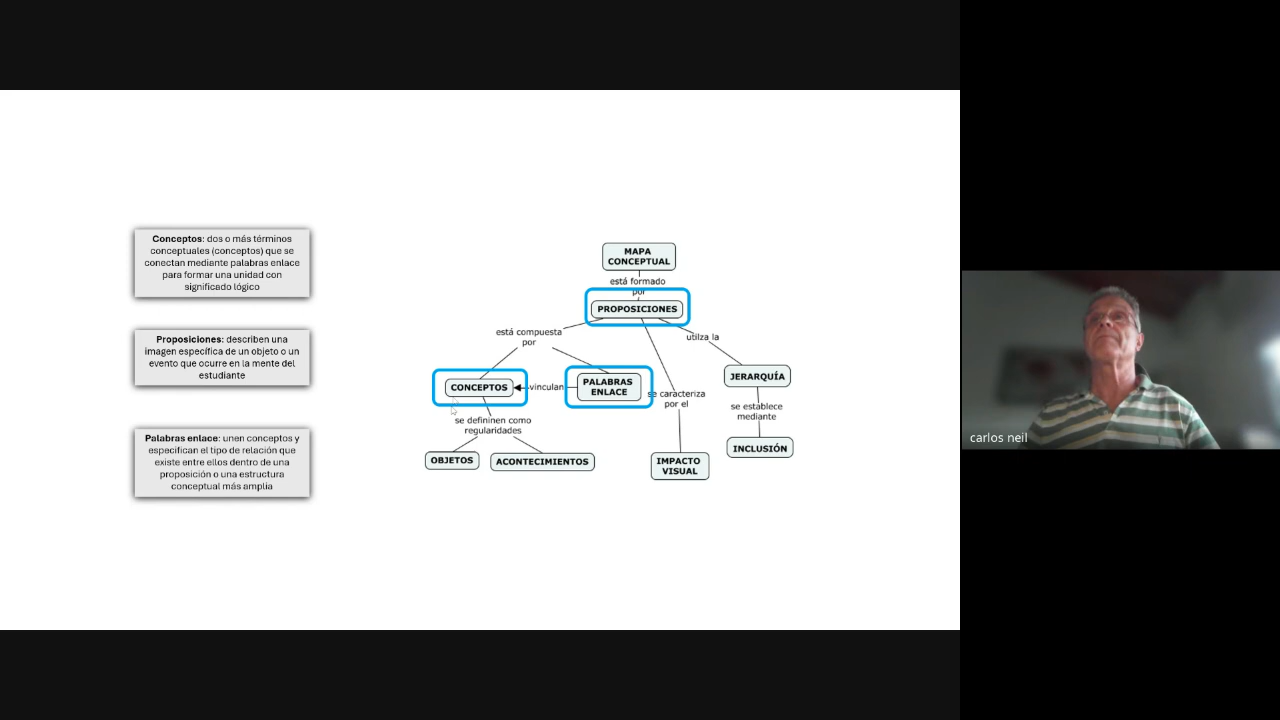 Conceptos: dos o más términos
conceptuales (conceptos) que se
conectan mediante palabras enlace
para formar una unidad con
significado lógico
Proposiciones: describen una
imagen específica de un objeto o un
evento que ocurre en la mente del
estudiante
Palabras enlace: unen conceptos y
especifican el tipo de relación que
existe entre ellos dentro de una
proposición o una estructura
conceptual más amplia
MAPA
CONCEPTUAL
está formado
por
PROPOSICIONES
está compuesta
por
utilza la
CONCEPTOS
vinculan
PALABRAS
ENLACE
se caracteriza
por el
JERARQUÍA
se defininen como
regularidades
se establece
mediante
OBJETOS
ACONTECIMIENTOS
IMPACTO
VISUAL
INCLUSIÓN
carlos neil